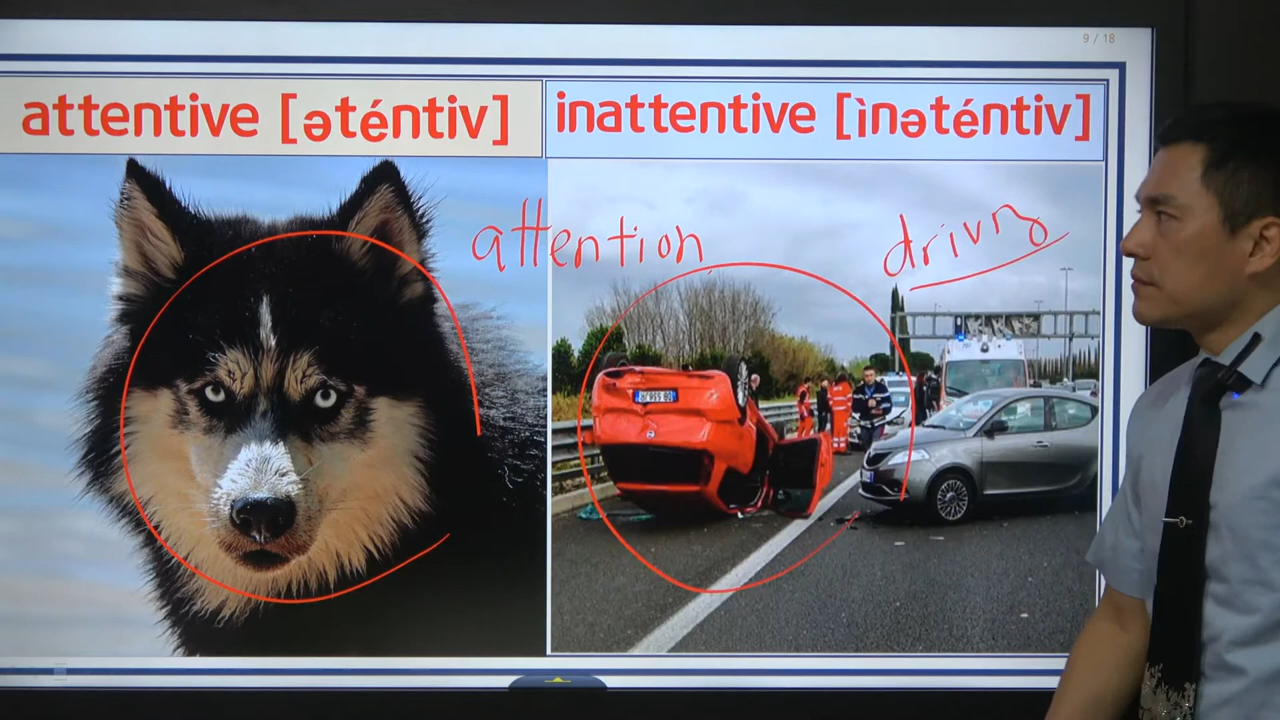 9 / 18
attentive [əténtiv]
inattentive [ìnəténtiv]
attention
driving